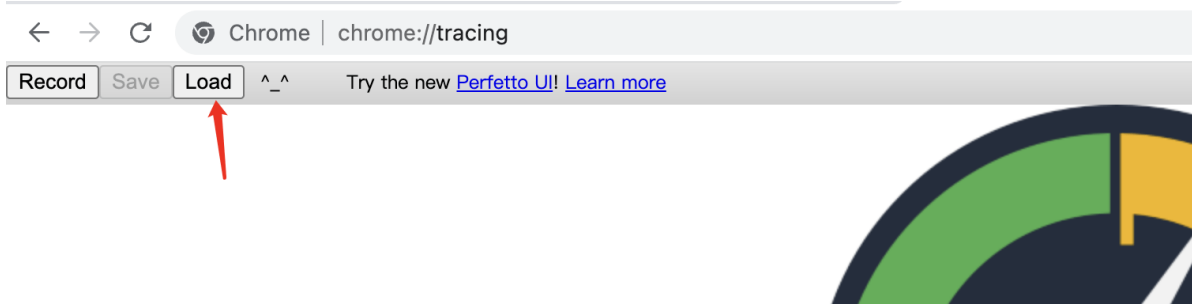 Chrome | chrome://tracing
Record Save Load ^_^ Try the new Perfetto UI! Learn more